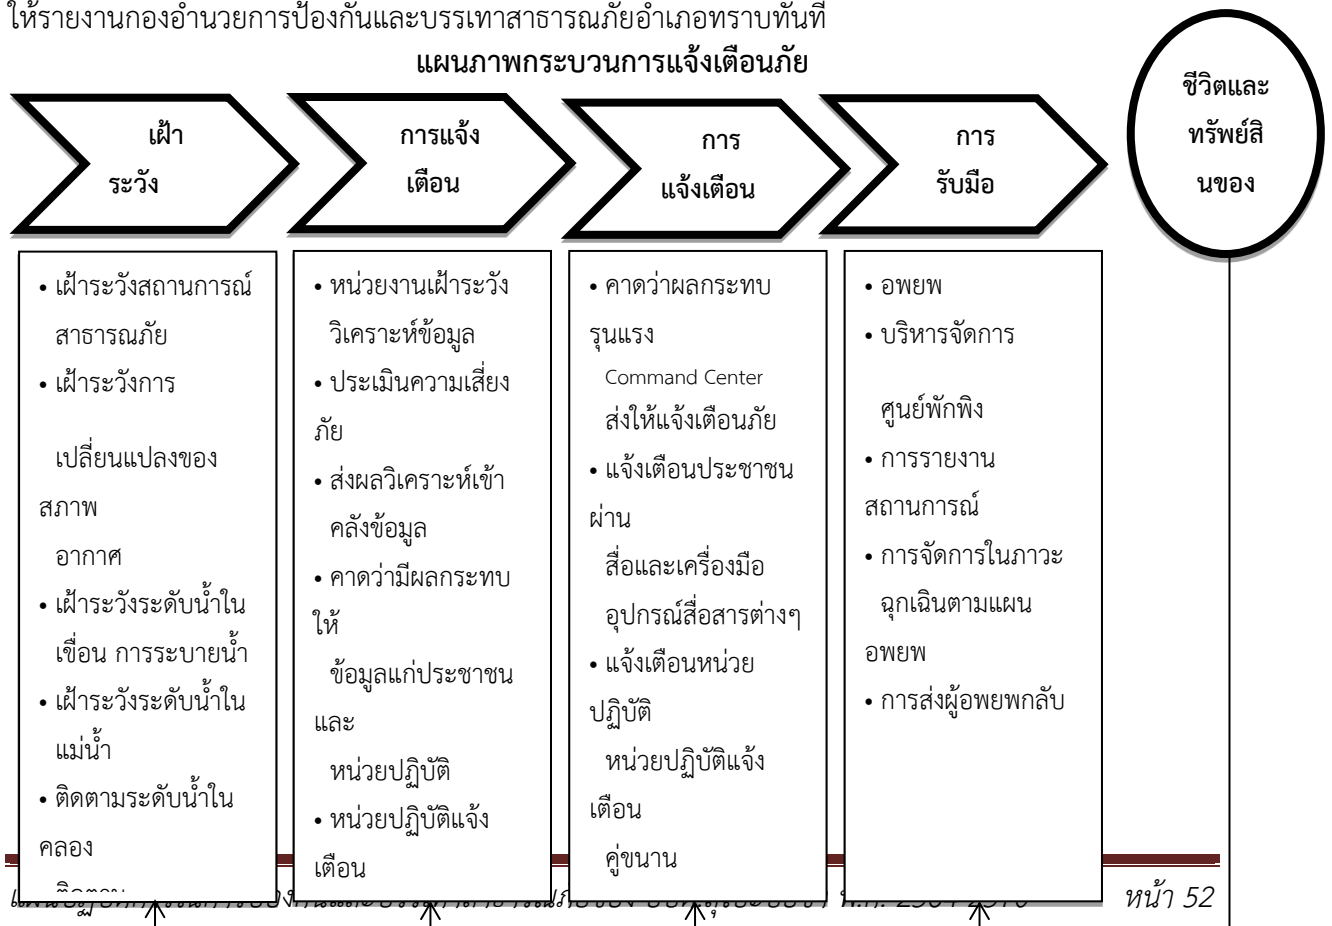 ให้รายงานกองอำนวยการป้องกันและบรรเทาสาธารณภัยอำเภอทราบทันที
แผนภาพกระบวนการแจ้งเตือนภัย
เฝ้า
ระวัง
การแจ้ง
เตือน
การ
แจ้งเตือน
การ
รับมือ
ชีวิตและ
ทรัพย์สิ
นของ
• เฝ้าระวังสถานการณ์
สาธารณภัย
• เฝ้าระวังการ
เปลี่ยนแปลงของ
สภาพ
อากาศ
• เฝ้าระวังระดับน้ำใน
เขื่อน การระบายน้ำ
• เฝ้าระวังระดับน้ำใน
แม่น้ำ
• ติดตามระดับน้ำใน
คลอง
• หน่วยงานเฝ้าระวัง
วิเคราะห์ข้อมูล
• ประเมินความเสี่ยง
ภัย
• ส่งผลวิเคราะห์เข้า
คลังข้อมูล
• คาดว่ามีผลกระทบ
ให้
ข้อมูลแก่ประชาชน
และ
หน่วยปฏิบัติ
• หน่วยปฏิบัติแจ้ง
เตือน
• คาดว่าผลกระทบ
รุนแรง
Command Center
ส่งให้แจ้งเตือนภัย
• แจ้งเตือนประชาชน
ผ่าน
สื่อและเครื่องมือ
อุปกรณ์สื่อสารต่างๆ
• แจ้งเตือนหน่วย
ปฏิบัติ
หน่วยปฏิบัติแจ้ง
เตือน
คู่ขนาน
• อพยพ
• บริหารจัดการ
ศูนย์พักพิง
• การรายงาน
สถานการณ์
• การจัดการในภาวะ
ฉุกเฉินตามแผน
อพยพ
• การส่งผู้อพยพกลับ
หน้า 52